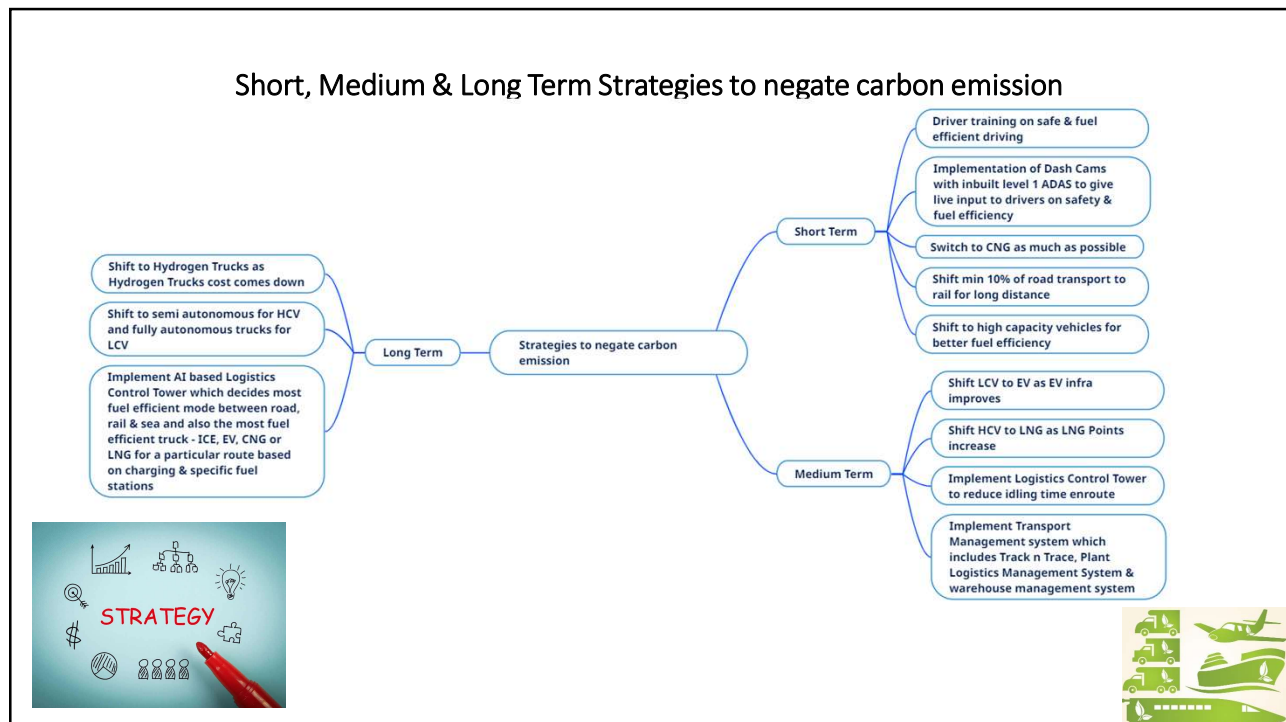 Short, Medium & Long Term Strategies to negate carbon emission
Driver training on safe & fuel
efficient driving
Implementation of Dash Cams
with inbuilt level 1 ADAS to give
live input to drivers on safety &
fuel efficiency
Short Term
Switch to CNG as much as possible
Shift min 10% of road transport to
rail for long distance
Shift to high capacity vehicles for
better fuel efficiency
Shift to Hydrogen Trucks as
Hydrogen Trucks cost comes down
Shift to semi autonomous for HCV
and fully autonomous trucks for
LCV
Long Term
Implement AI based Logistics
Control Tower which decides most
fuel efficient mode between road,
rail & sea and also the most fuel
efficient truck - ICE, EV, CNG or
LNG for a particular route based
on charging & specific fuel
stations
Strategies to negate carbon
emission
Shift LCV to EV as EV infra
improves
Shift HCV to LNG as LNG Points
increase
Medium Term
Implement Logistics Control Tower
to reduce idling time enroute
Implement Transport
Management system which
includes Track n Trace, Plant
Logistics Management System &
warehouse management system
STRATEGY
$